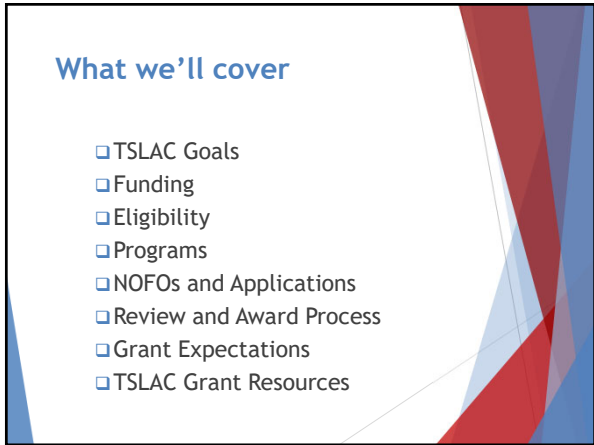 What we'll cover
❑TSLAC Goals
❑Funding
❑Eligibility
❑Programs
❑NOFOs and Applications
❑Review and Award Process
❑Grant Expectations
❑TSLAC Grant Resources